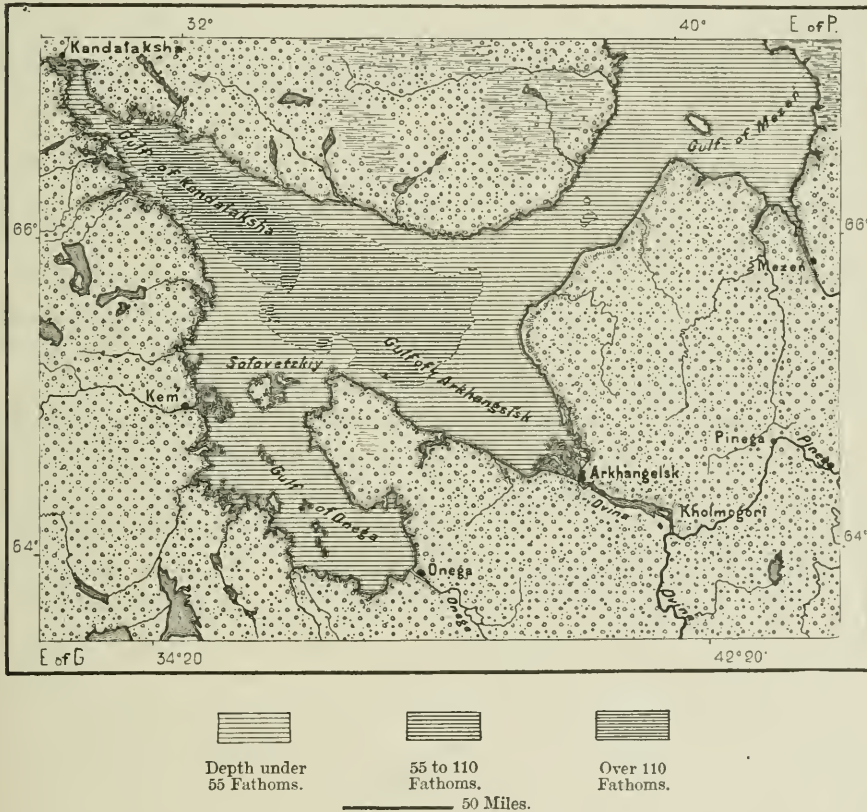 32°
40°
E of P.
Kandalaksha
Gulf of Kandalaksha
Gulf of Mezen
66°
66°
Mezen
Solovetzkiy
Gulf of Arkhangelsk
Kem'
Pinega
Pinega
Arkhangelsk
Gulf of Onega
Dvina
Kholmogori
64°
64°
Onega
Onega
Dvina
E of G
34°20
42°20'
Depth under
55 Fathoms.
55 to 110
Fathoms.
Over 110
Fathoms.
50 Miles.